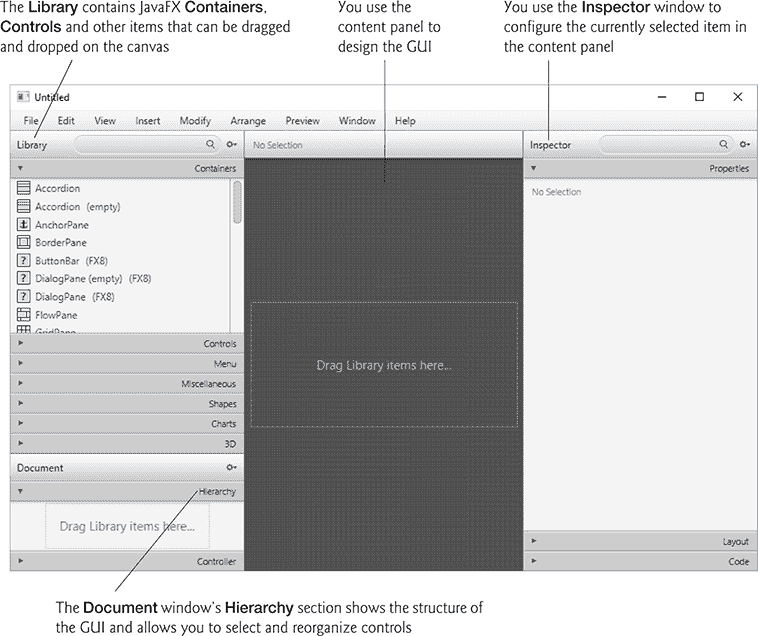 The Library contains JavaFX Containers,
Controls and other items that can be dragged
and dropped on the canvas
You use the
content panel to
design the GUI
You use the Inspector window to
configure the currently selected item in
the content panel
Untitled
File Edit View Insert Modify Arrange Preview Window Help
Library
No Selection
Inspector
Containers
Properties
Accordion
No Selection
Accordion (empty)
AnchorPane
BorderPane
ButtonBar (FX8)
DialogPane (empty) (FX8)
DialogPane (FX8)
FlowPane
GridPane
Controls
Menu
Miscellaneous
Shapes
Charts
3D
Drag Library items here...
Document
Hierarchy
Drag Library items here...
Controller
Layout
Code
The Document window's Hierarchy section shows the structure of
the GUI and allows you to select and reorganize controls